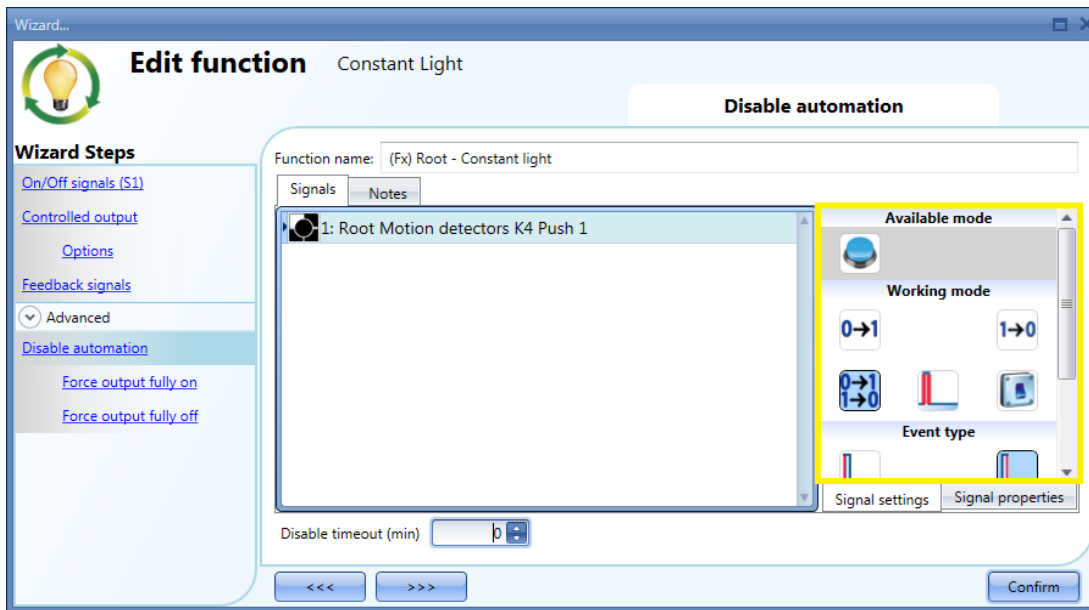 Wizard...
Edit function Constant Light
Disable automation
Wizard Steps
On/Off signals (S1)
Controlled output
Options
Feedback signals
Advanced
Disable automation
Force output fully on
Force output fully off
Function name: (Fx) Root - Constant light
Signals Notes
1: Root Motion detectors K4 Push 1
Available mode
Working mode
0→1 1→0
0→1
1→0
Event type
Signal settings Signal properties
Disable timeout (min) 0
<<< >>> Confirm